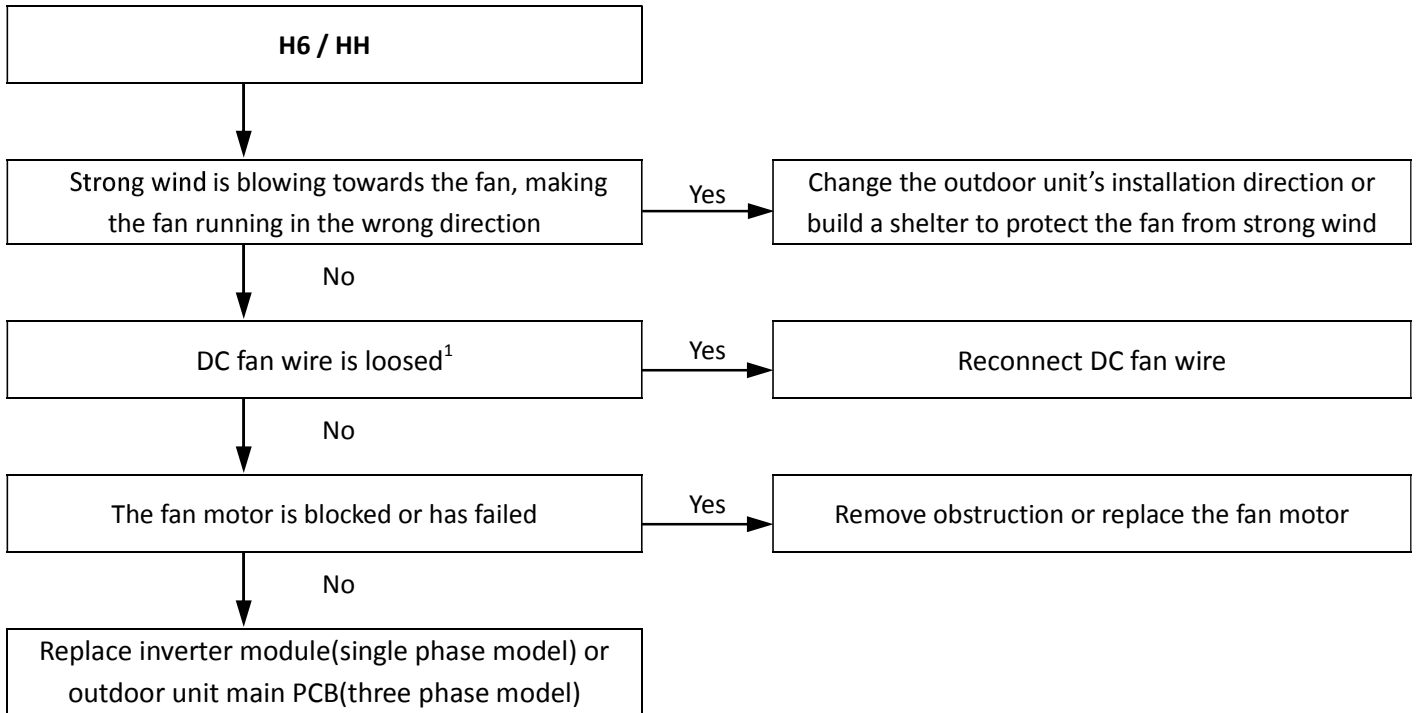 H6 / HH
Strong wind is blowing towards the fan, making
the fan running in the wrong direction
Yes
Change the outdoor unit’s installation direction or
build a shelter to protect the fan from strong wind
No
DC fan wire is loosed1
Yes
Reconnect DC fan wire
No
The fan motor is blocked or has failed
Yes
Remove obstruction or replace the fan motor
No
Replace inverter module(single phase model) or
outdoor unit main PCB(three phase model)